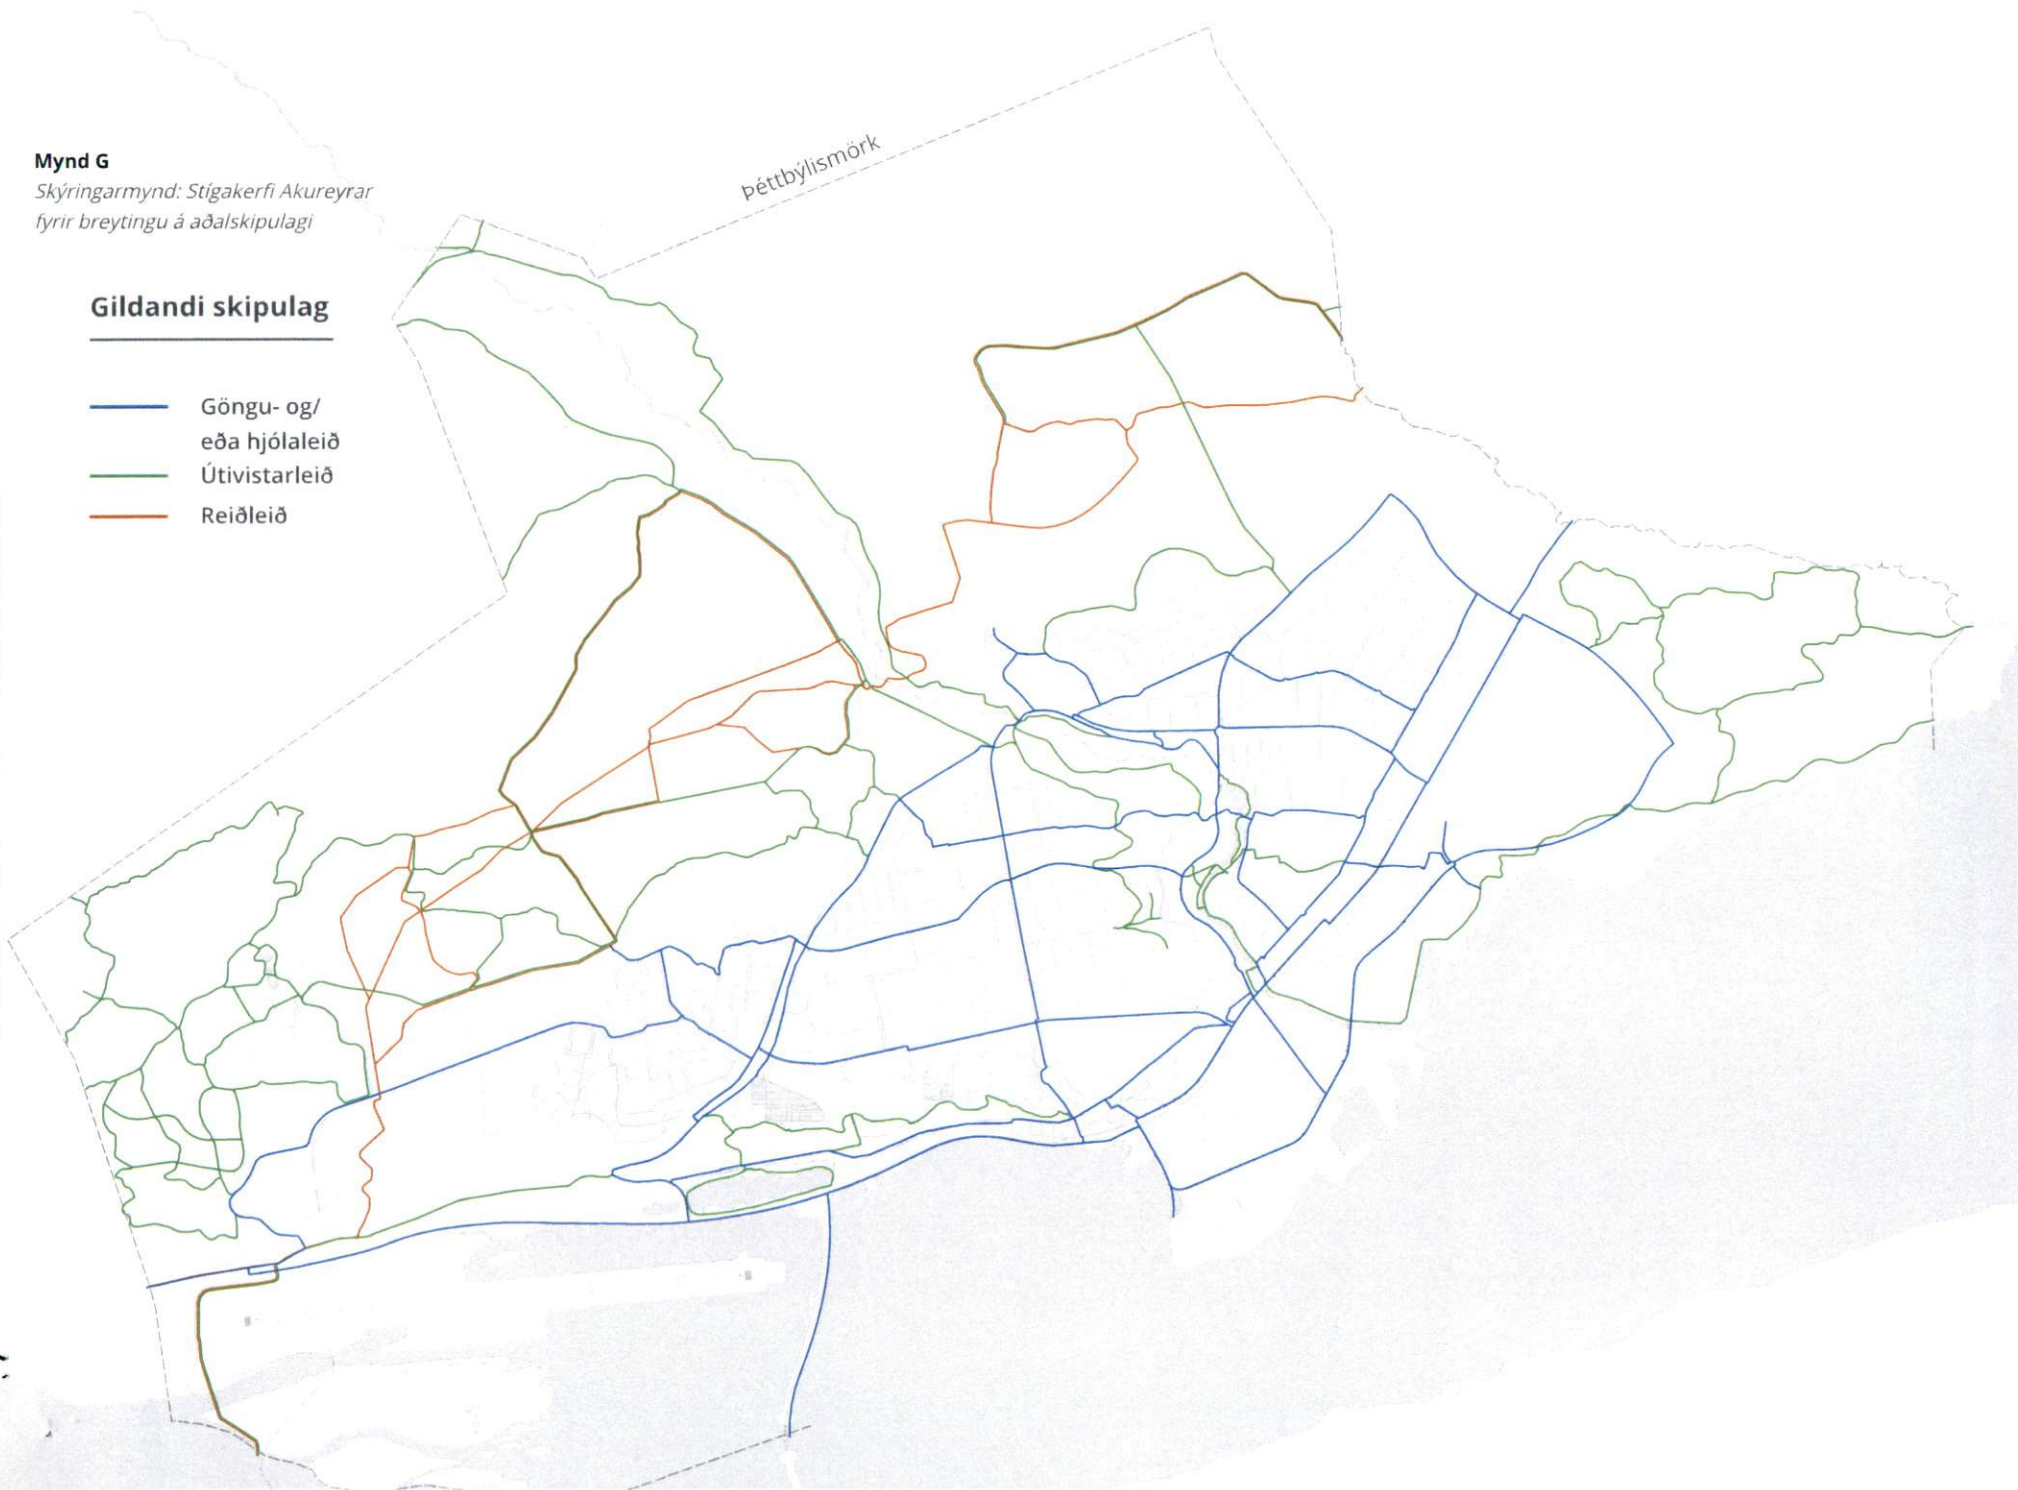 Mynd G
Skýringarmynd: Stígakerfi Akureyrar
fyrir breytingu á aðalskipulagi
Gildandi skipulag
Göngu- og/
eða hjólaleið
Útivistarleið
Reiðleið
Þéttbýlismörk